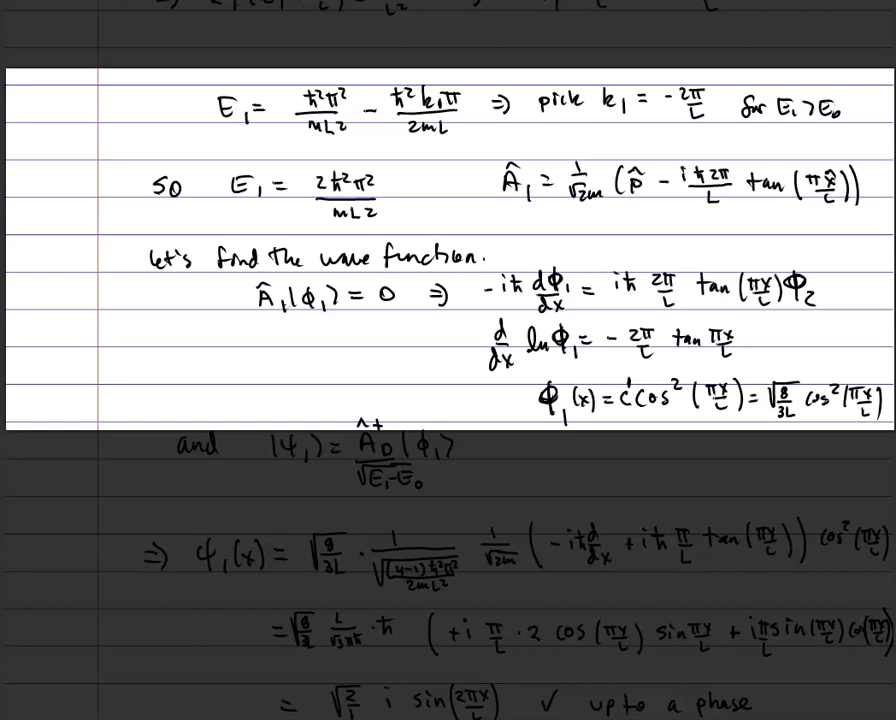 E₁ = ħ²π²/mL² − ħ²k₁π/2mL ⇒ pick k₁ = −2π/L for E₁ > E₀
so E₁ = 2ħ²π²/mL² Â₁ = 1/√2m (p̂ − iħ2π/L tan(πx̂/L))
let's find the wave function.
Â₁|ϕ₁⟩ = 0 ⇒ −iħ dϕ₁/dx = iħ 2π/L tan(πx/L)ϕ₂
d/dx ln ϕ₁ = − 2π/L tan πx/L
ϕ₁(x) = c' cos²(πx/L) = √8/3L cos²(πx/L)
and |ψ₁⟩ = Â₀†|ϕ₁⟩/√E₁−E₀
⇒ ψ₁(x) = √8/3L · 1/√(4−1)ħ²π²/2mL² 1/√2m (−iħ d/dx + iħ π/L tan(πx/L)) cos²(πx/L)
= √8/3L L/√3πħ · ħ (+i π/L · 2 cos(πx/L) sin πx/L + iπ/L sin(πx/L) cos(πx/L)
= √2/L i sin(2πx/L) ✓ up to a phase